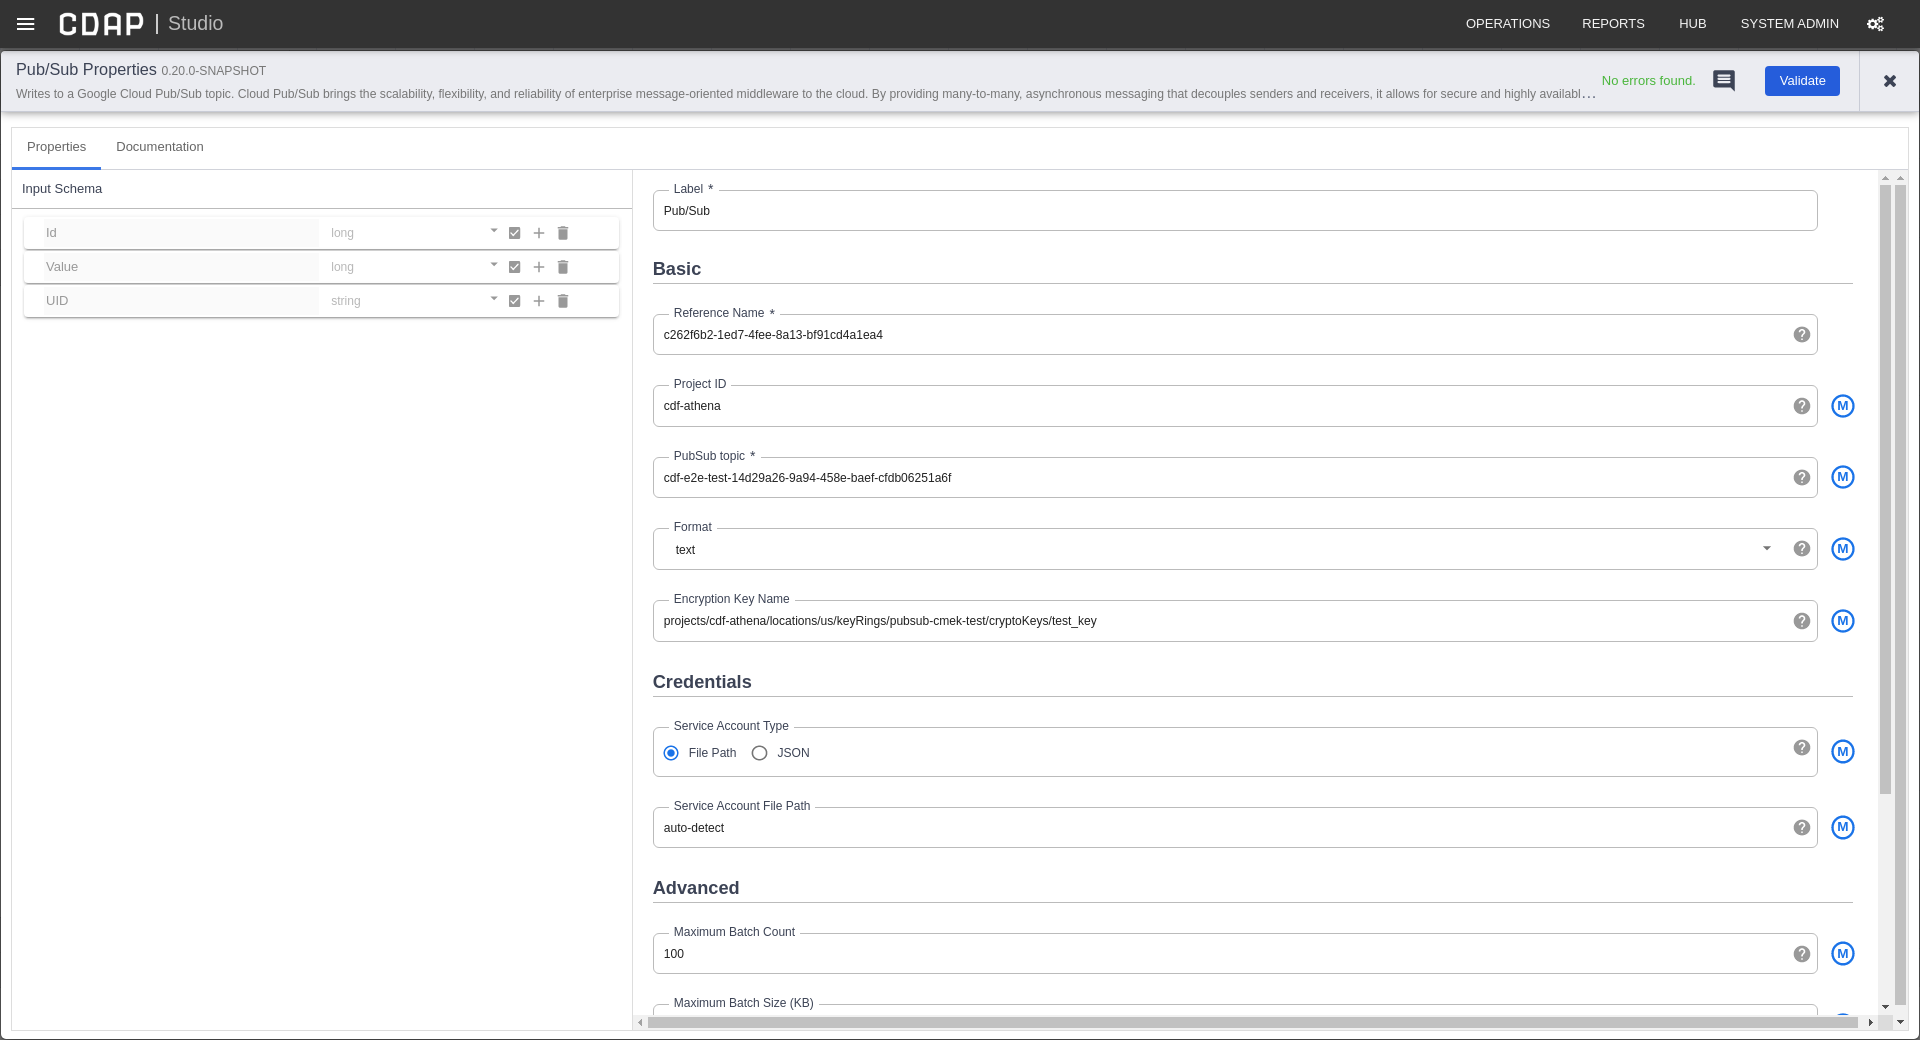 CDAP | Studio
OPERATIONS REPORTS HUB SYSTEM ADMIN
Pub/Sub Properties 0.20.0-SNAPSHOT
Writes to a Google Cloud Pub/Sub topic. Cloud Pub/Sub brings the scalability, flexibility, and reliability of enterprise message-oriented middleware to the cloud. By providing many-to-many, asynchronous messaging that decouples senders and receivers, it allows for secure and highly availabl...
No errors found.
Validate
Properties Documentation
Input Schema
Id long
Value long
UID string
Label *
Pub/Sub
Basic
Reference Name *
c262f6b2-1ed7-4fee-8a13-bf91cd4a1ea4
Project ID
cdf-athena
M
PubSub topic *
cdf-e2e-test-14d29a26-9a94-458e-baef-cfdb06251a6f
M
Format
text
M
Encryption Key Name
projects/cdf-athena/locations/us/keyRings/pubsub-cmek-test/cryptoKeys/test_key
M
Credentials
Service Account Type
File Path JSON
M
Service Account File Path
auto-detect
M
Advanced
Maximum Batch Count
100
M
Maximum Batch Size (KB)